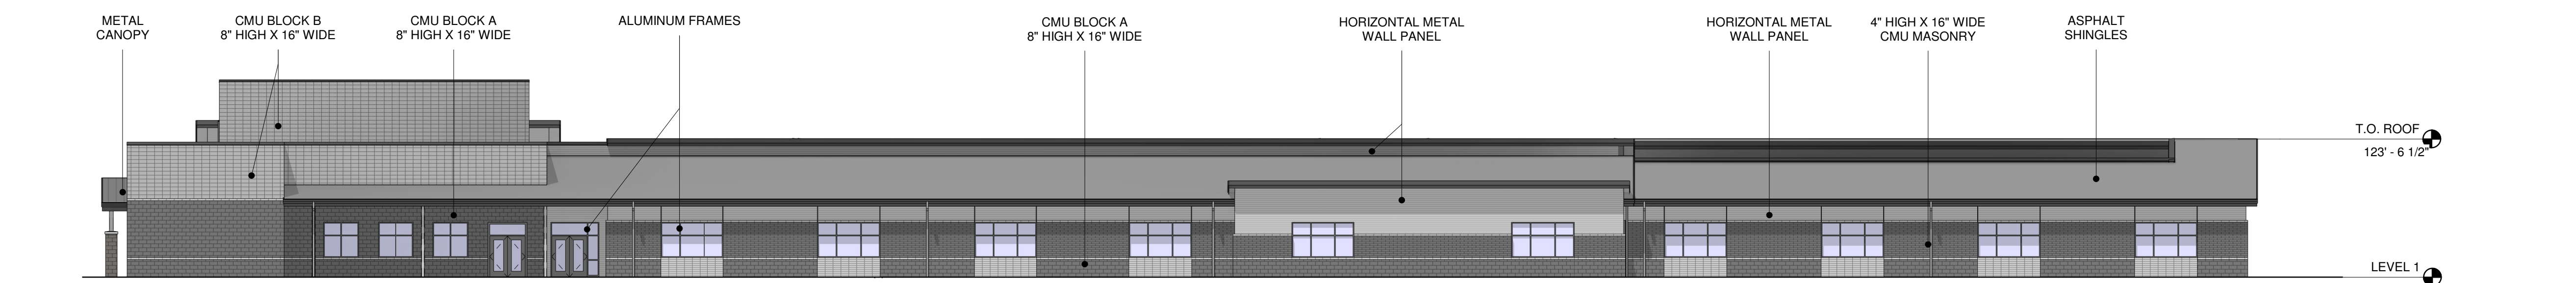 METAL
CANOPY
CMU BLOCK B
8" HIGH X 16" WIDE
CMU BLOCK A
8" HIGH X 16" WIDE
ALUMINUM FRAMES
CMU BLOCK A
8" HIGH X 16" WIDE
HORIZONTAL METAL
WALL PANEL
HORIZONTAL METAL
WALL PANEL
4" HIGH X 16" WIDE
CMU MASONRY
ASPHALT
SHINGLES
T.O. ROOF
123' - 6 1/2"
LEVEL 1